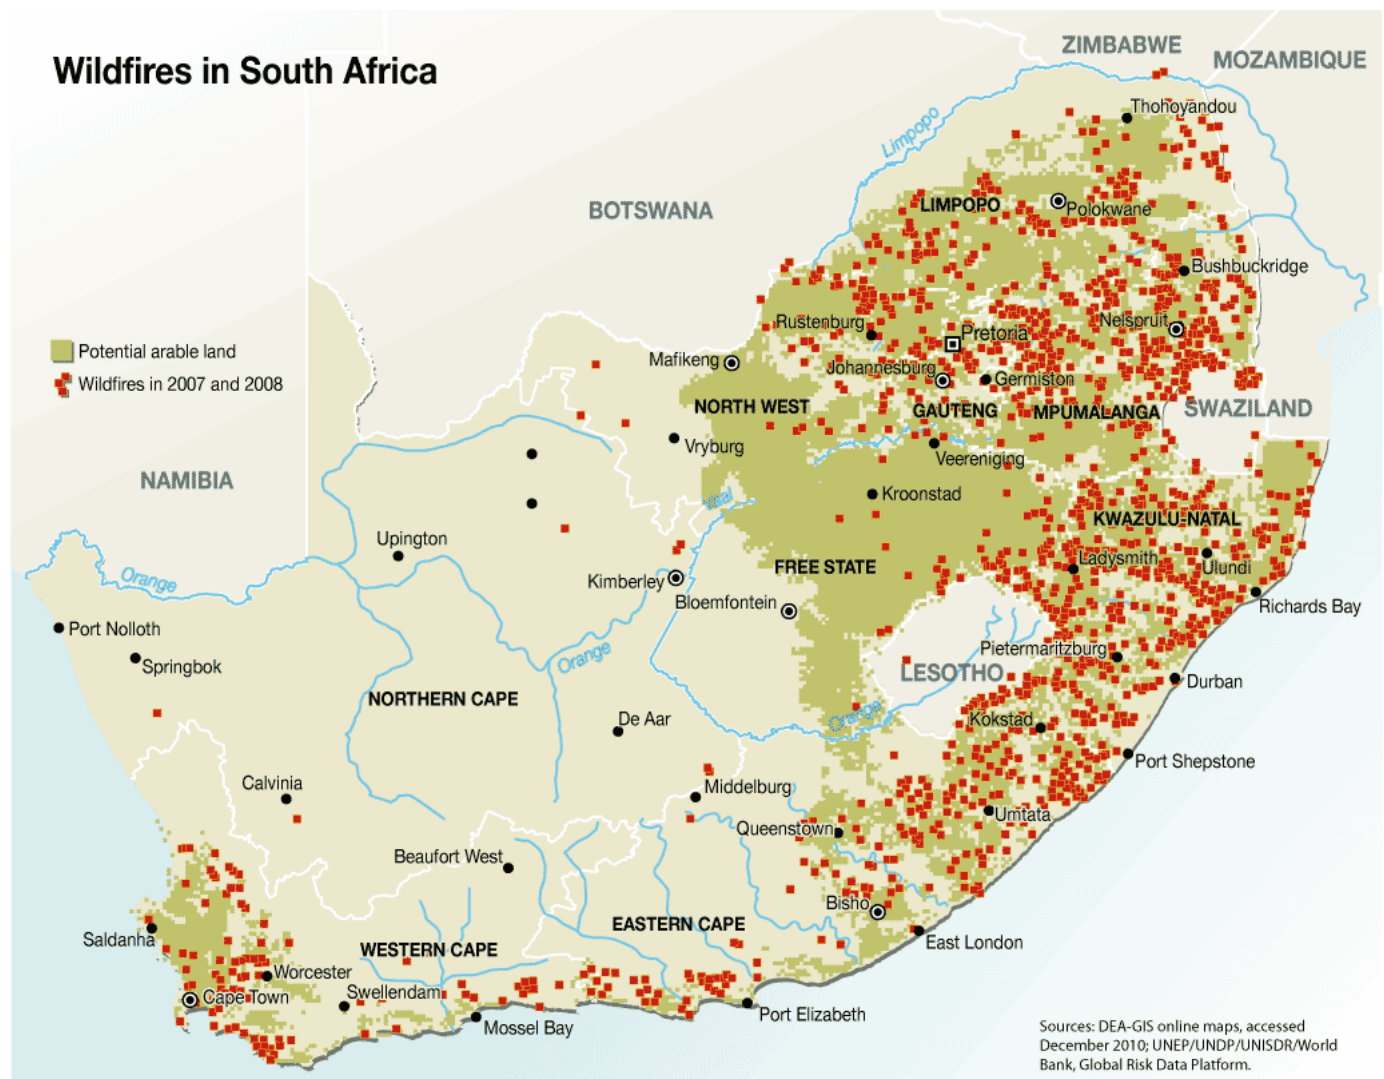 Wildfires in South Africa
ZIMBABWE
MOZAMBIQUE
Thohoyandou
Limpopo
BOTSWANA
LIMPOPO
Polokwane
Bushbuckridge
Rustenburg
Pretoria
Nelspruit
Potential arable land
Wildfires in 2007 and 2008
Mafikeng
Johannesburg
Germiston
NORTH WEST
GAUTENG
MPUMALANGA
SWAZILAND
Vryburg
Veereniging
NAMIBIA
Vaal
Kroonstad
KWAZULU-NATAL
Upington
Ladysmith
Ulundi
Orange
Kimberley
FREE STATE
Bloemfontein
Richards Bay
Port Nolloth
Springbok
Orange
Pietermaritzburg
LESOTHO
Durban
NORTHERN CAPE
De Aar
Orange
Kokstad
Port Shepstone
Calvinia
Middelburg
Queenstown
Umtata
Beaufort West
Bisho
Saldanha
WESTERN CAPE
EASTERN CAPE
East London
Worcester
Cape Town
Swellendam
Mossel Bay
Port Elizabeth
Sources: DEA-GIS online maps, accessed
December 2010; UNEP/UNDP/UNISDR/World
Bank, Global Risk Data Platform.